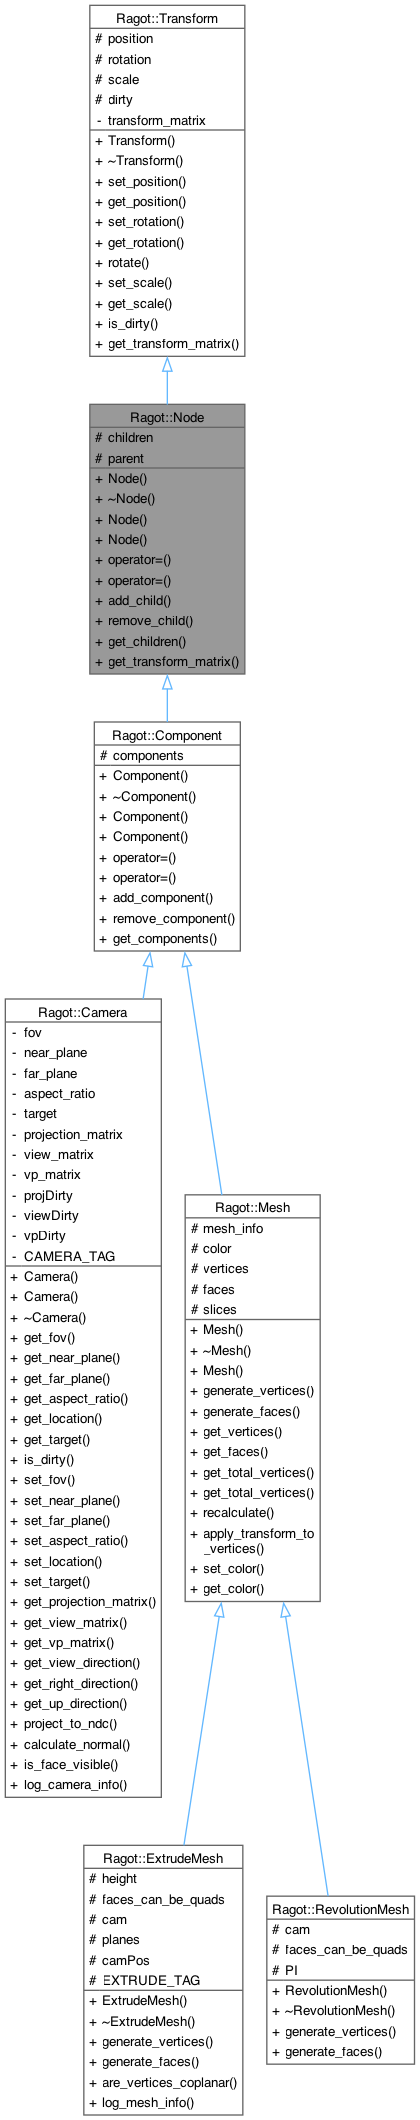 Ragot::Transform
# position
# rotation
# scale
# dirty
- transform_matrix
+ Transform()
+ ~Transform()
+ set_position()
+ get_position()
+ set_rotation()
+ get_rotation()
+ rotate()
+ set_scale()
+ get_scale()
+ is_dirty()
+ get_transform_matrix()
Ragot::Node
# children
# parent
+ Node()
+ ~Node()
+ Node()
+ Node()
+ operator=()
+ operator=()
+ add_child()
+ remove_child()
+ get_children()
+ get_transform_matrix()
Ragot::Component
# components
+ Component()
+ ~Component()
+ Component()
+ Component()
+ operator=()
+ operator=()
+ add_component()
+ remove_component()
+ get_components()
Ragot::Camera
- fov
- near_plane
- far_plane
- aspect_ratio
- target
- projection_matrix
- view_matrix
- vp_matrix
- projDirty
- viewDirty
- vpDirty
- CAMERA_TAG
+ Camera()
+ Camera()
+ ~Camera()
+ get_fov()
+ get_near_plane()
+ get_far_plane()
+ get_aspect_ratio()
+ get_location()
+ get_target()
+ is_dirty()
+ set_fov()
+ set_near_plane()
+ set_far_plane()
+ set_aspect_ratio()
+ set_location()
+ set_target()
+ get_projection_matrix()
+ get_view_matrix()
+ get_vp_matrix()
+ get_view_direction()
+ get_right_direction()
+ get_up_direction()
+ project_to_ndc()
+ calculate_normal()
+ is_face_visible()
+ log_camera_info()
Ragot::Mesh
# mesh_info
# color
# vertices
# faces
# slices
+ Mesh()
+ ~Mesh()
+ Mesh()
+ generate_vertices()
+ generate_faces()
+ get_vertices()
+ get_faces()
+ get_total_vertices()
+ get_total_vertices()
+ recalculate()
+ apply_transform_to
_vertices()
+ set_color()
+ get_color()
Ragot::ExtrudeMesh
# height
# faces_can_be_quads
# cam
# planes
# camPos
# EXTRUDE_TAG
+ ExtrudeMesh()
+ ~ExtrudeMesh()
+ generate_vertices()
+ generate_faces()
+ are_vertices_coplanar()
+ log_mesh_info()
Ragot::RevolutionMesh
# cam
# faces_can_be_quads
# PI
+ RevolutionMesh()
+ ~RevolutionMesh()
+ generate_vertices()
+ generate_faces()